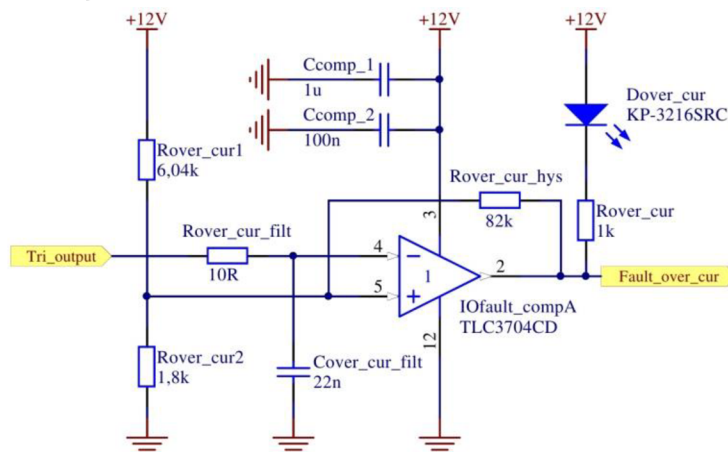 +12V
+12V
+12V
Ccomp_1
1u
Ccomp_2
100n
Dover_cur
KP-3216SRC
Rover_cur1
6,04k
Rover_cur_hys
82k
Rover_cur
1k
Rover_cur_filt
10R
Tri_output
3
4
1
2
5
12
Fault_over_cur
IOfault_compA
TLC3704CD
Rover_cur2
1,8k
Cover_cur_filt
22n